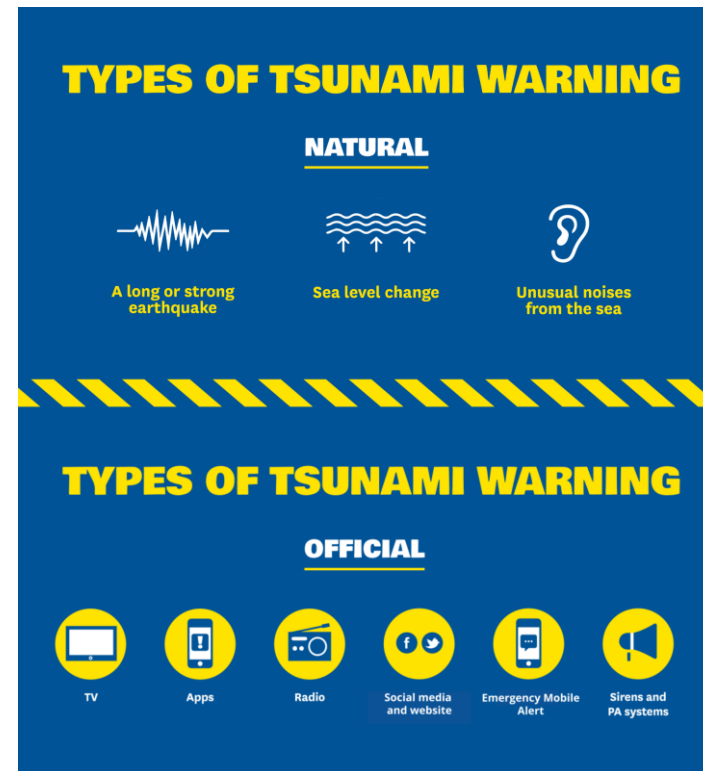 TYPES OF TSUNAMI WARNING
NATURAL
A long or strong
earthquake
Sea level change
Unusual noises
from the sea
TYPES OF TSUNAMI WARNING
OFFICIAL
TV
Apps
Radio
Social media
and website
Emergency Mobile
Alert
Sirens and
PA systems